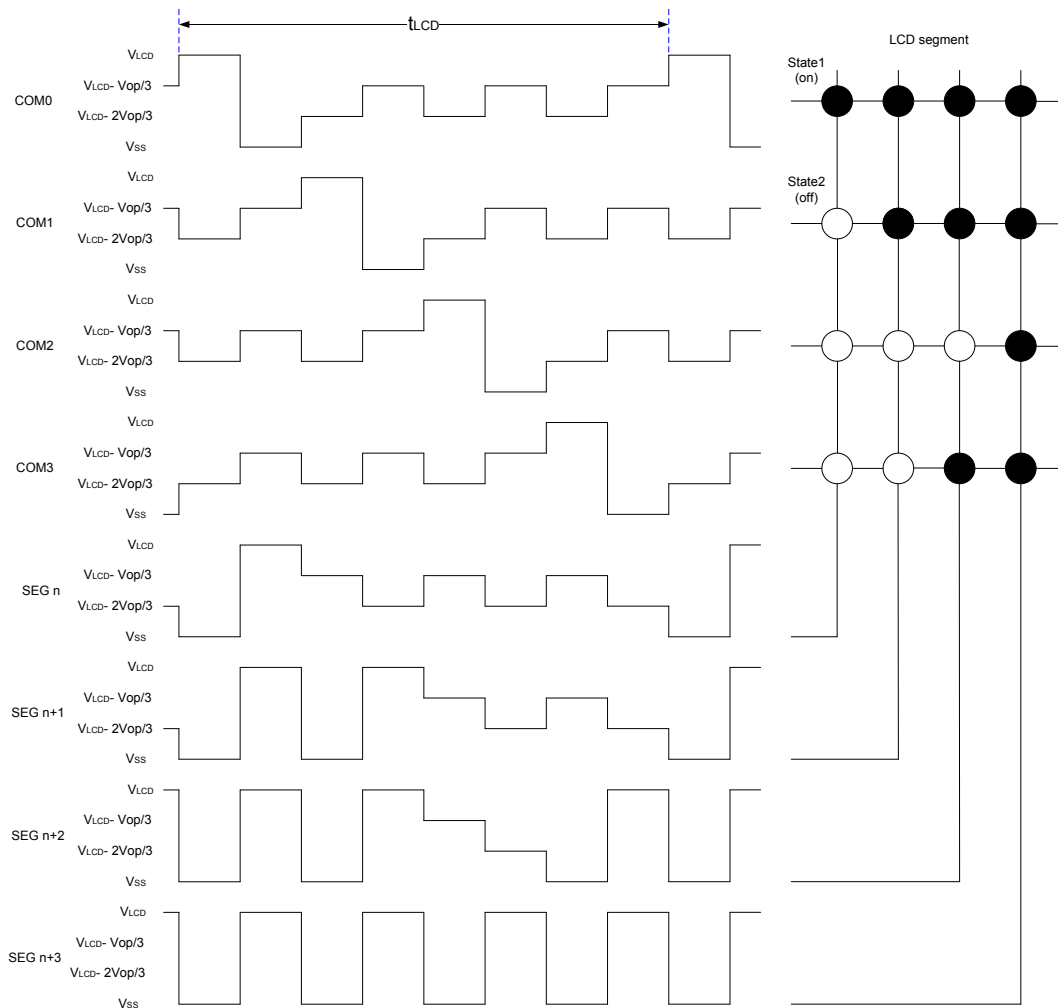 tLCD
LCD segment
State1
(on)
State2
(off)
COM0
VLCD
VLCD- Vop/3
VLCD- 2Vop/3
VSS
COM1
VLCD
VLCD- Vop/3
VLCD- 2Vop/3
VSS
COM2
VLCD
VLCD- Vop/3
VLCD- 2Vop/3
VSS
COM3
VLCD
VLCD- Vop/3
VLCD- 2Vop/3
VSS
SEG n
VLCD
VLCD- Vop/3
VLCD- 2Vop/3
VSS
SEG n+1
VLCD
VLCD- Vop/3
VLCD- 2Vop/3
VSS
SEG n+2
VLCD
VLCD- Vop/3
VLCD- 2Vop/3
VSS
SEG n+3
VLCD
VLCD- Vop/3
VLCD- 2Vop/3
VSS